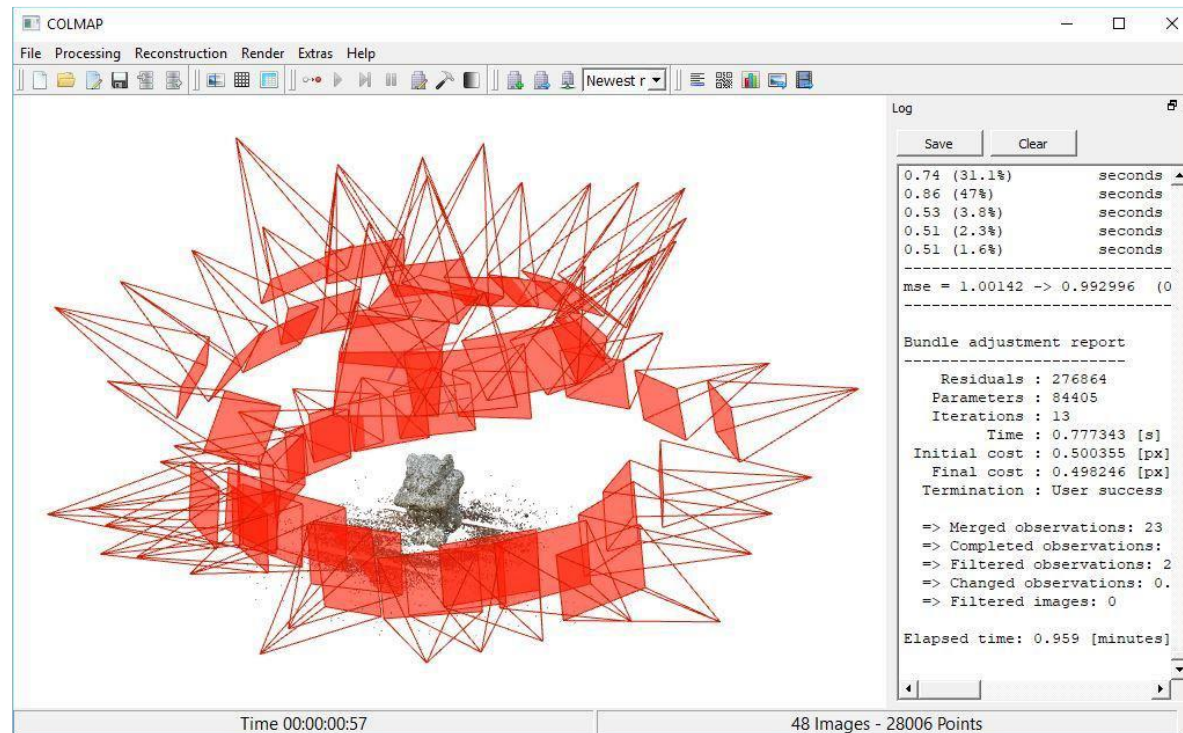 COLMAP
File Processing Reconstruction Render Extras Help
Newest r
Log
Save Clear
0.74 (31.1%) seconds
0.86 (47%) seconds
0.53 (3.8%) seconds
0.51 (2.3%) seconds
0.51 (1.6%) seconds
mse = 1.00142 -> 0.992996 (0
Bundle adjustment report
Residuals : 276864
Parameters : 84405
Iterations : 13
Time : 0.777343 [s]
Initial cost : 0.500355 [px]
Final cost : 0.498246 [px]
Termination : User success
=> Merged observations: 23
=> Completed observations:
=> Filtered observations: 2
=> Changed observations: 0.
=> Filtered images: 0
Elapsed time: 0.959 [minutes]
Time 00:00:00:57
48 Images - 28006 Points